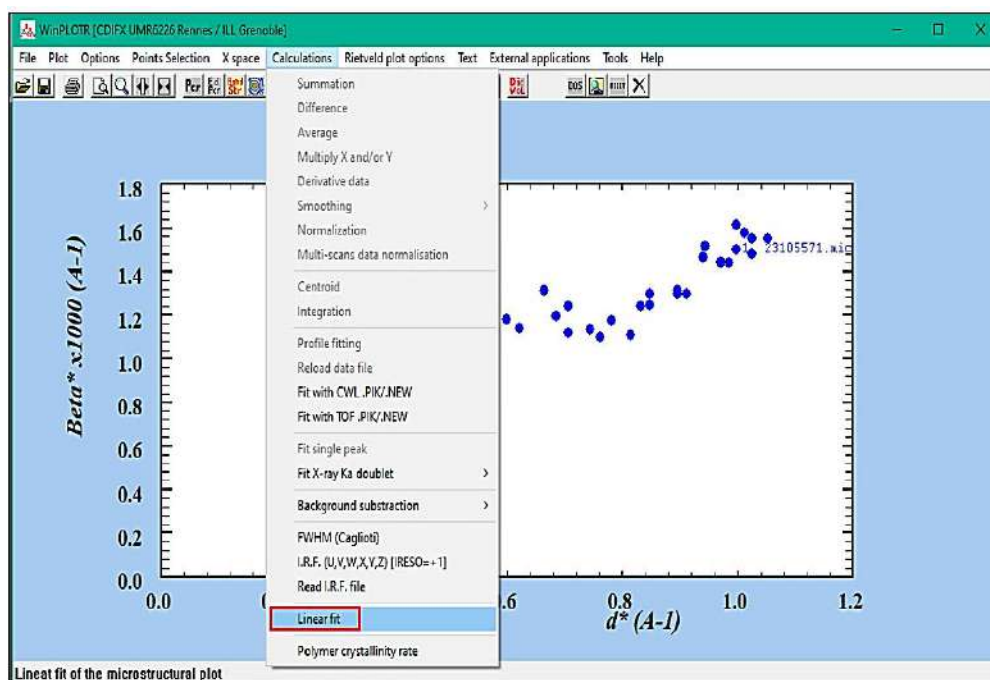 WinPLOTR [CDIFX UMR6226 Rennes / ILL Grenoble]
File Plot Options Points Selection X space Calculations Rietveld plot options Text External applications Tools Help
Summation
Difference
Average
Multiply X and/or Y
Derivative data
Smoothing
Normalization
Multi-scans data normalisation
Centroid
Integration
Profile fitting
Reload data file
Fit with CWL .PIK/.NEW
Fit with TOF .PIK/.NEW
Fit single peak
Fit X-ray Ka doublet
Background substraction
FWHM (Caglioti)
I.R.F. (U,V,W,X,Y,Z) [IRESO=+1]
Read I.R.F. file
Linear fit
Polymer crystallinity rate
Beta* x1000 (A-1)
1.8
1.6
1.4
1.2
1.0
0.8
0.6
0.4
0.2
0.0
23105571.mic
0.0 .6 0.8 1.0 1.2
d* (A-1)
Lineat fit of the microstructural plot